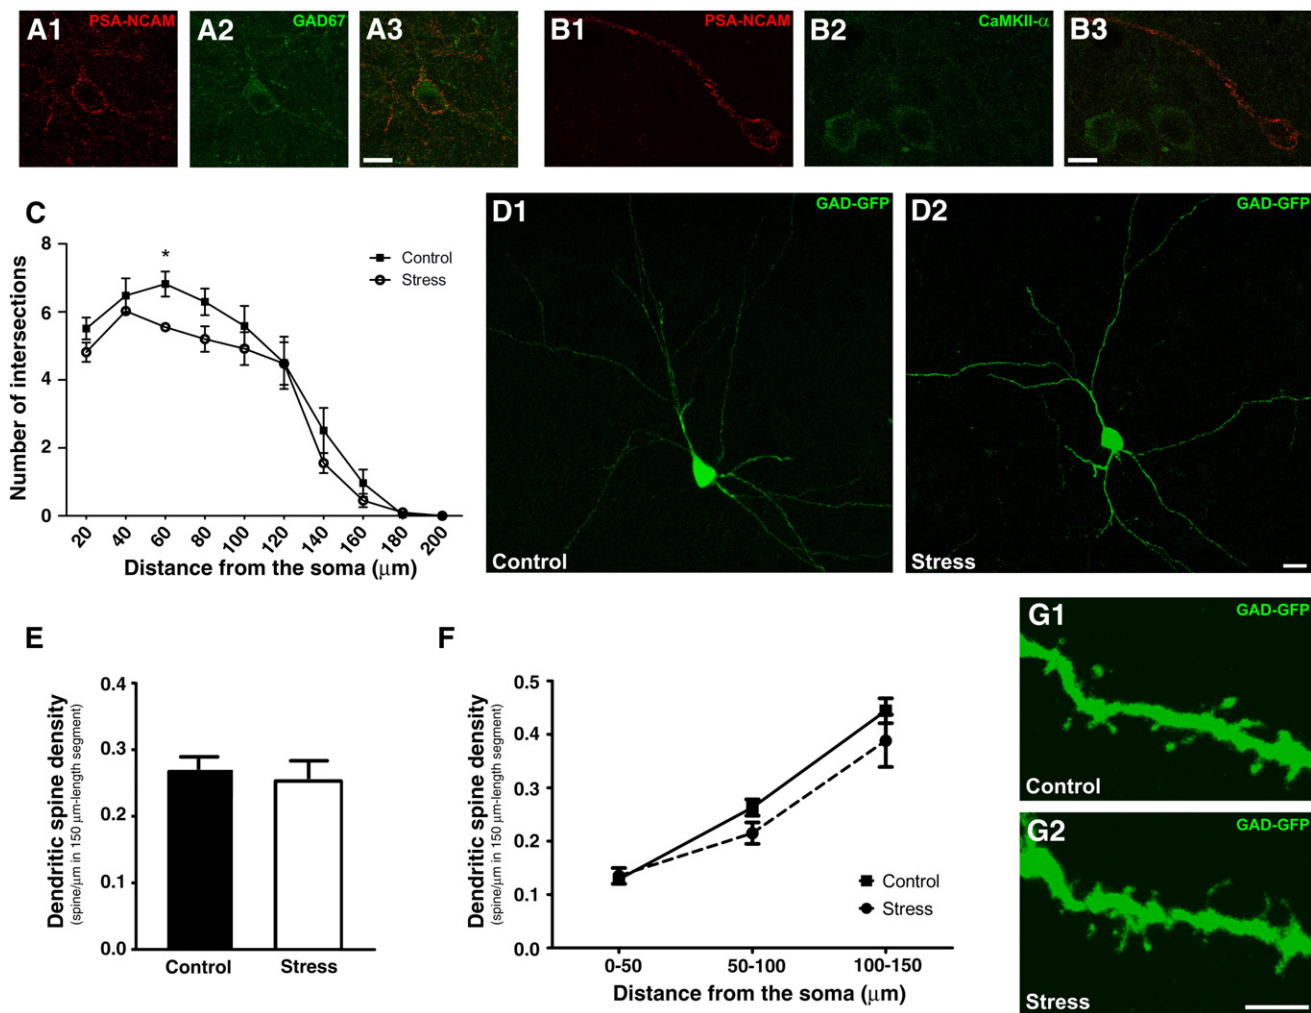 A1 PSA-NCAM
A2 GAD67
A3
B1 PSA-NCAM
B2 CaMKII-α
B3
C
Number of intersections
8
6
4
2
0
*
Control
Stress
20 40 60 80 100 120 140 160 180 200
Distance from the soma (μm)
D1 GAD-GFP
Control
D2 GAD-GFP
Stress
E
Dendritic spine density
(spine/μm in 150 μm-length segment)
0.4
0.3
0.2
0.1
0.0
Control Stress
F
Dendritic spine density
(spine/μm in 150 μm-length segment)
0.5
0.4
0.3
0.2
0.1
0.0
Control
Stress
0-50 50-100 100-150
Distance from the soma (μm)
G1 GAD-GFP
Control
G2 GAD-GFP
Stress